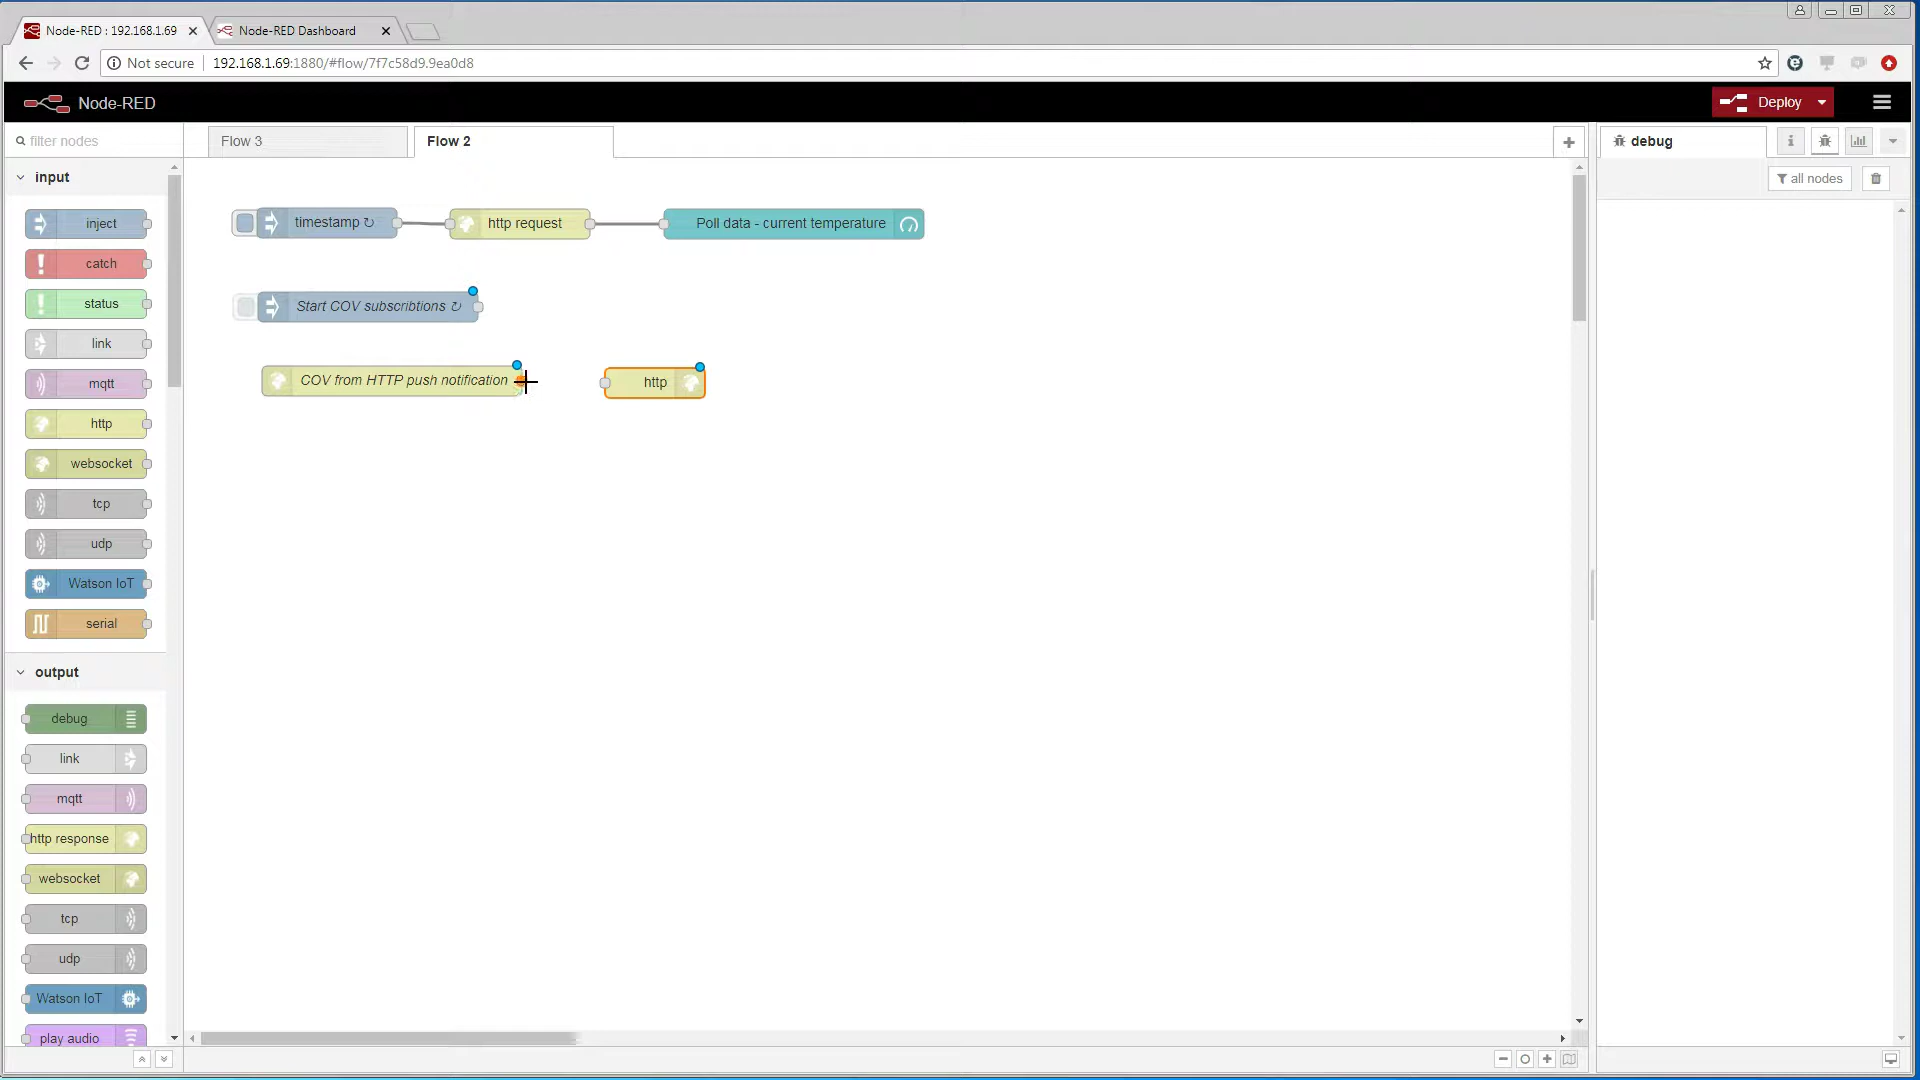 Node-RED : 192.168.1.69
Node-RED Dashboard
Not secure
192.168.1.69:1880/#flow/7f7c58d9.9ea0d8
Node-RED
Deploy
filter nodes
Flow 3
Flow 2
debug
all nodes
input
inject
catch
status
link
mqtt
http
websocket
tcp
udp
Watson IoT
serial
output
debug
link
mqtt
http response
websocket
tcp
udp
Watson IoT
play audio
timestamp ↻
http request
Poll data - current temperature
Start COV subscribtions ↻
COV from HTTP push notification
http